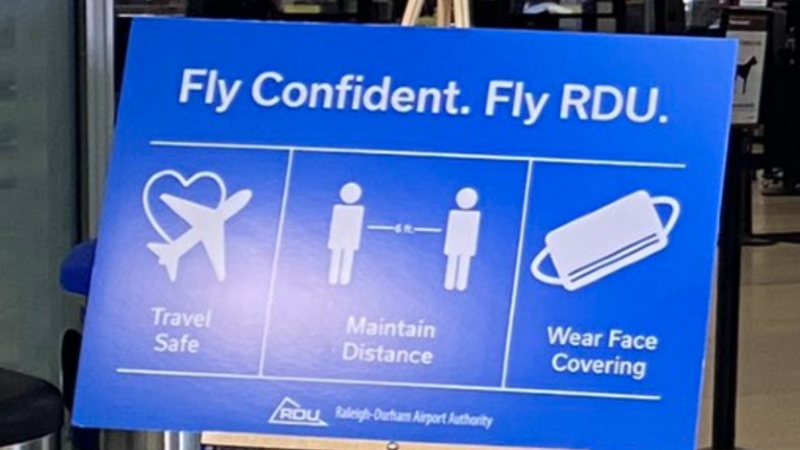 Fly Confident. Fly RDU.
6 ft.
Travel
Safe
Maintain
Distance
Wear Face
Covering
RDU
Raleigh-Durham Airport Authority